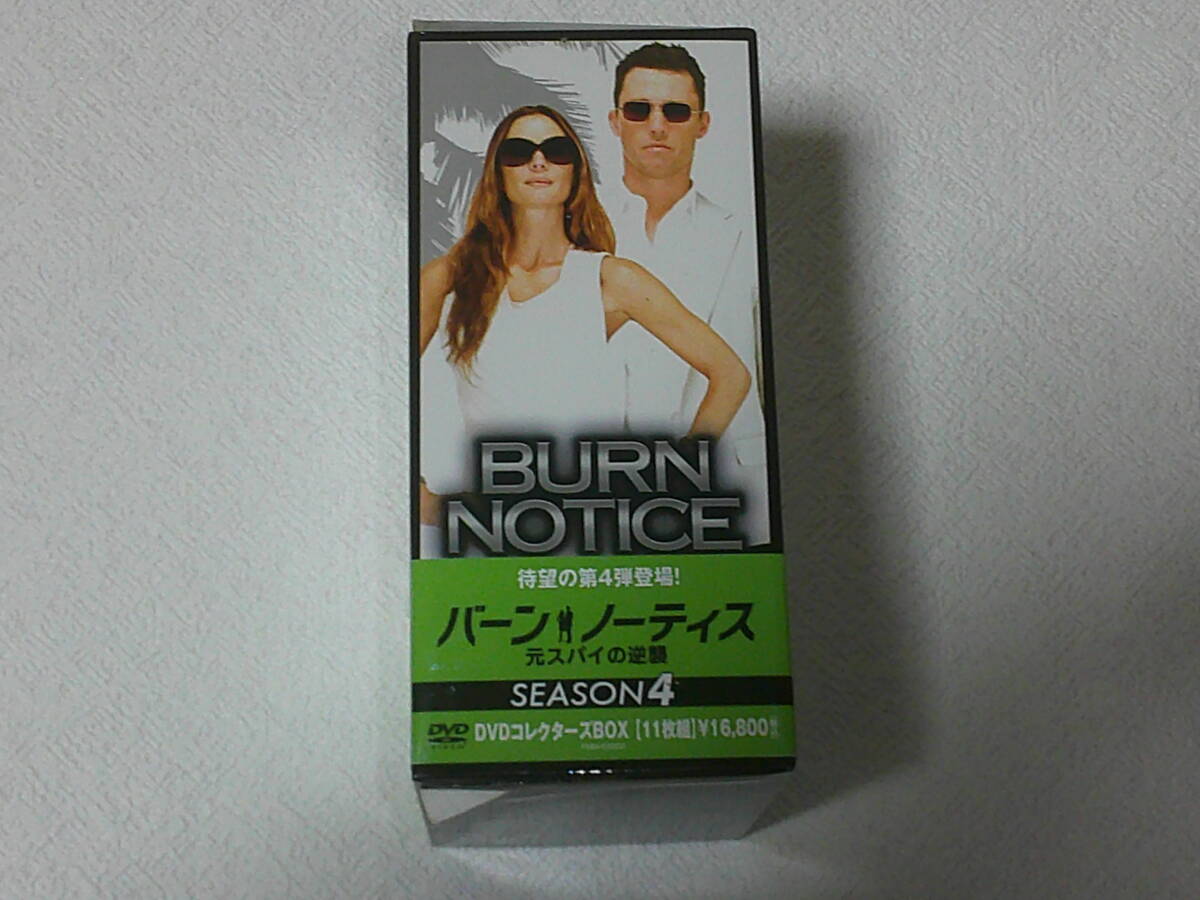 BURN
NOTICE
待望の第4弾登場!
バーン・ノーティス
元スパイの逆襲
SEASON4
DVD DVDコレクターズBOX [11枚組]¥16,800